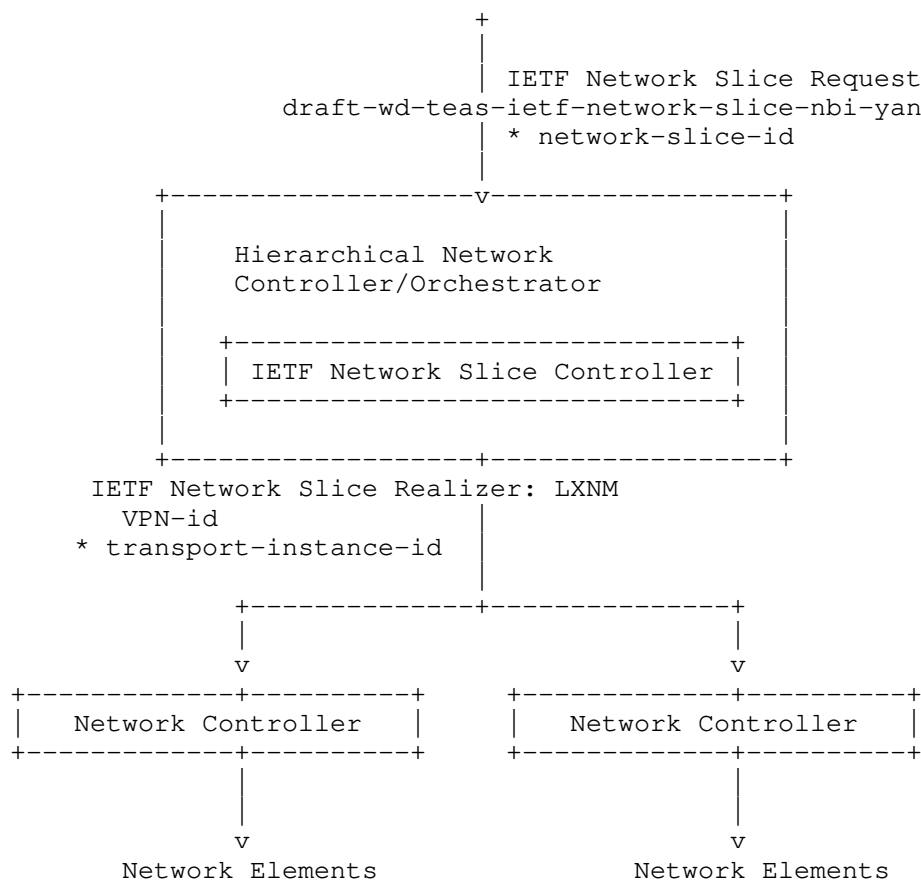 IETF Network Slice Request
draft-wd-teas-ietf-network-slice-nbi-yan
* network-slice-id
Hierarchical Network
Controller/Orchestrator
IETF Network Slice Controller
IETF Network Slice Realizer: LXNM
VPN-id
* transport-instance-id
Network Controller Network Controller
Network Elements Network Elements